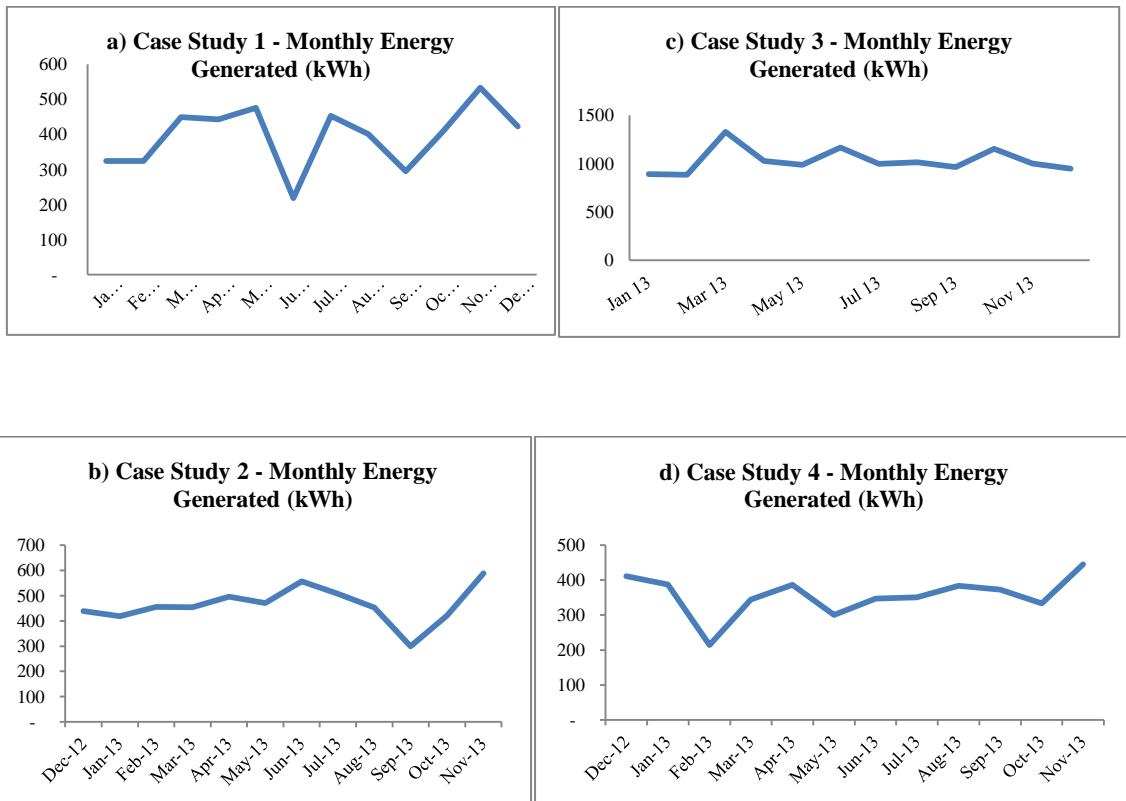 a) Case Study 1 - Monthly Energy
Generated (kWh)
600
500
400
300
200
100
-
Ja…
Fe…
M…
Ap…
M…
Ju…
Jul…
Au…
Se…
Oc…
No…
De…
c) Case Study 3 - Monthly Energy
Generated (kWh)
1500
1000
500
0
Jan 13
Mar 13
May 13
Jul 13
Sep 13
Nov 13
b) Case Study 2 - Monthly Energy
Generated (kWh)
700
600
500
400
300
200
100
-
Dec-12
Jan-13
Feb-13
Mar-13
Apr-13
May-13
Jun-13
Jul-13
Aug-13
Sep-13
Oct-13
Nov-13
d) Case Study 4 - Monthly Energy
Generated (kWh)
500
400
300
200
100
-
Dec-12
Jan-13
Feb-13
Mar-13
Apr-13
May-13
Jun-13
Jul-13
Aug-13
Sep-13
Oct-13
Nov-13